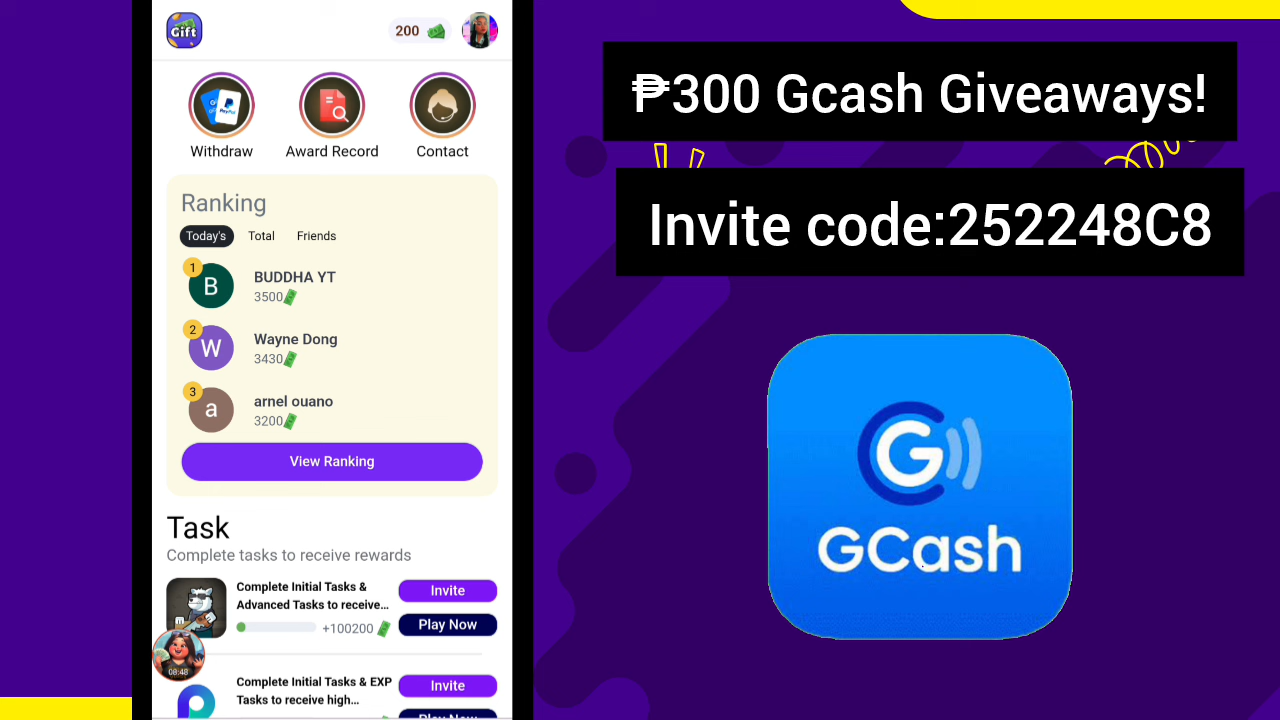 Gift
200
Withdraw
Award Record
Contact
Ranking
Today's
Total
Friends
1
B
BUDDHA YT
3500
2
W
Wayne Dong
3430
3
a
arnel ouano
3200
View Ranking
Task
Complete tasks to receive rewards
Complete Initial Tasks &
Advanced Tasks to receive...
+100200
Invite
Play Now
08:48
Complete Initial Tasks & EXP
Tasks to receive high...
Invite
Play Now
₱300 Gcash Giveaways!
Invite code:252248C8
G
GCash